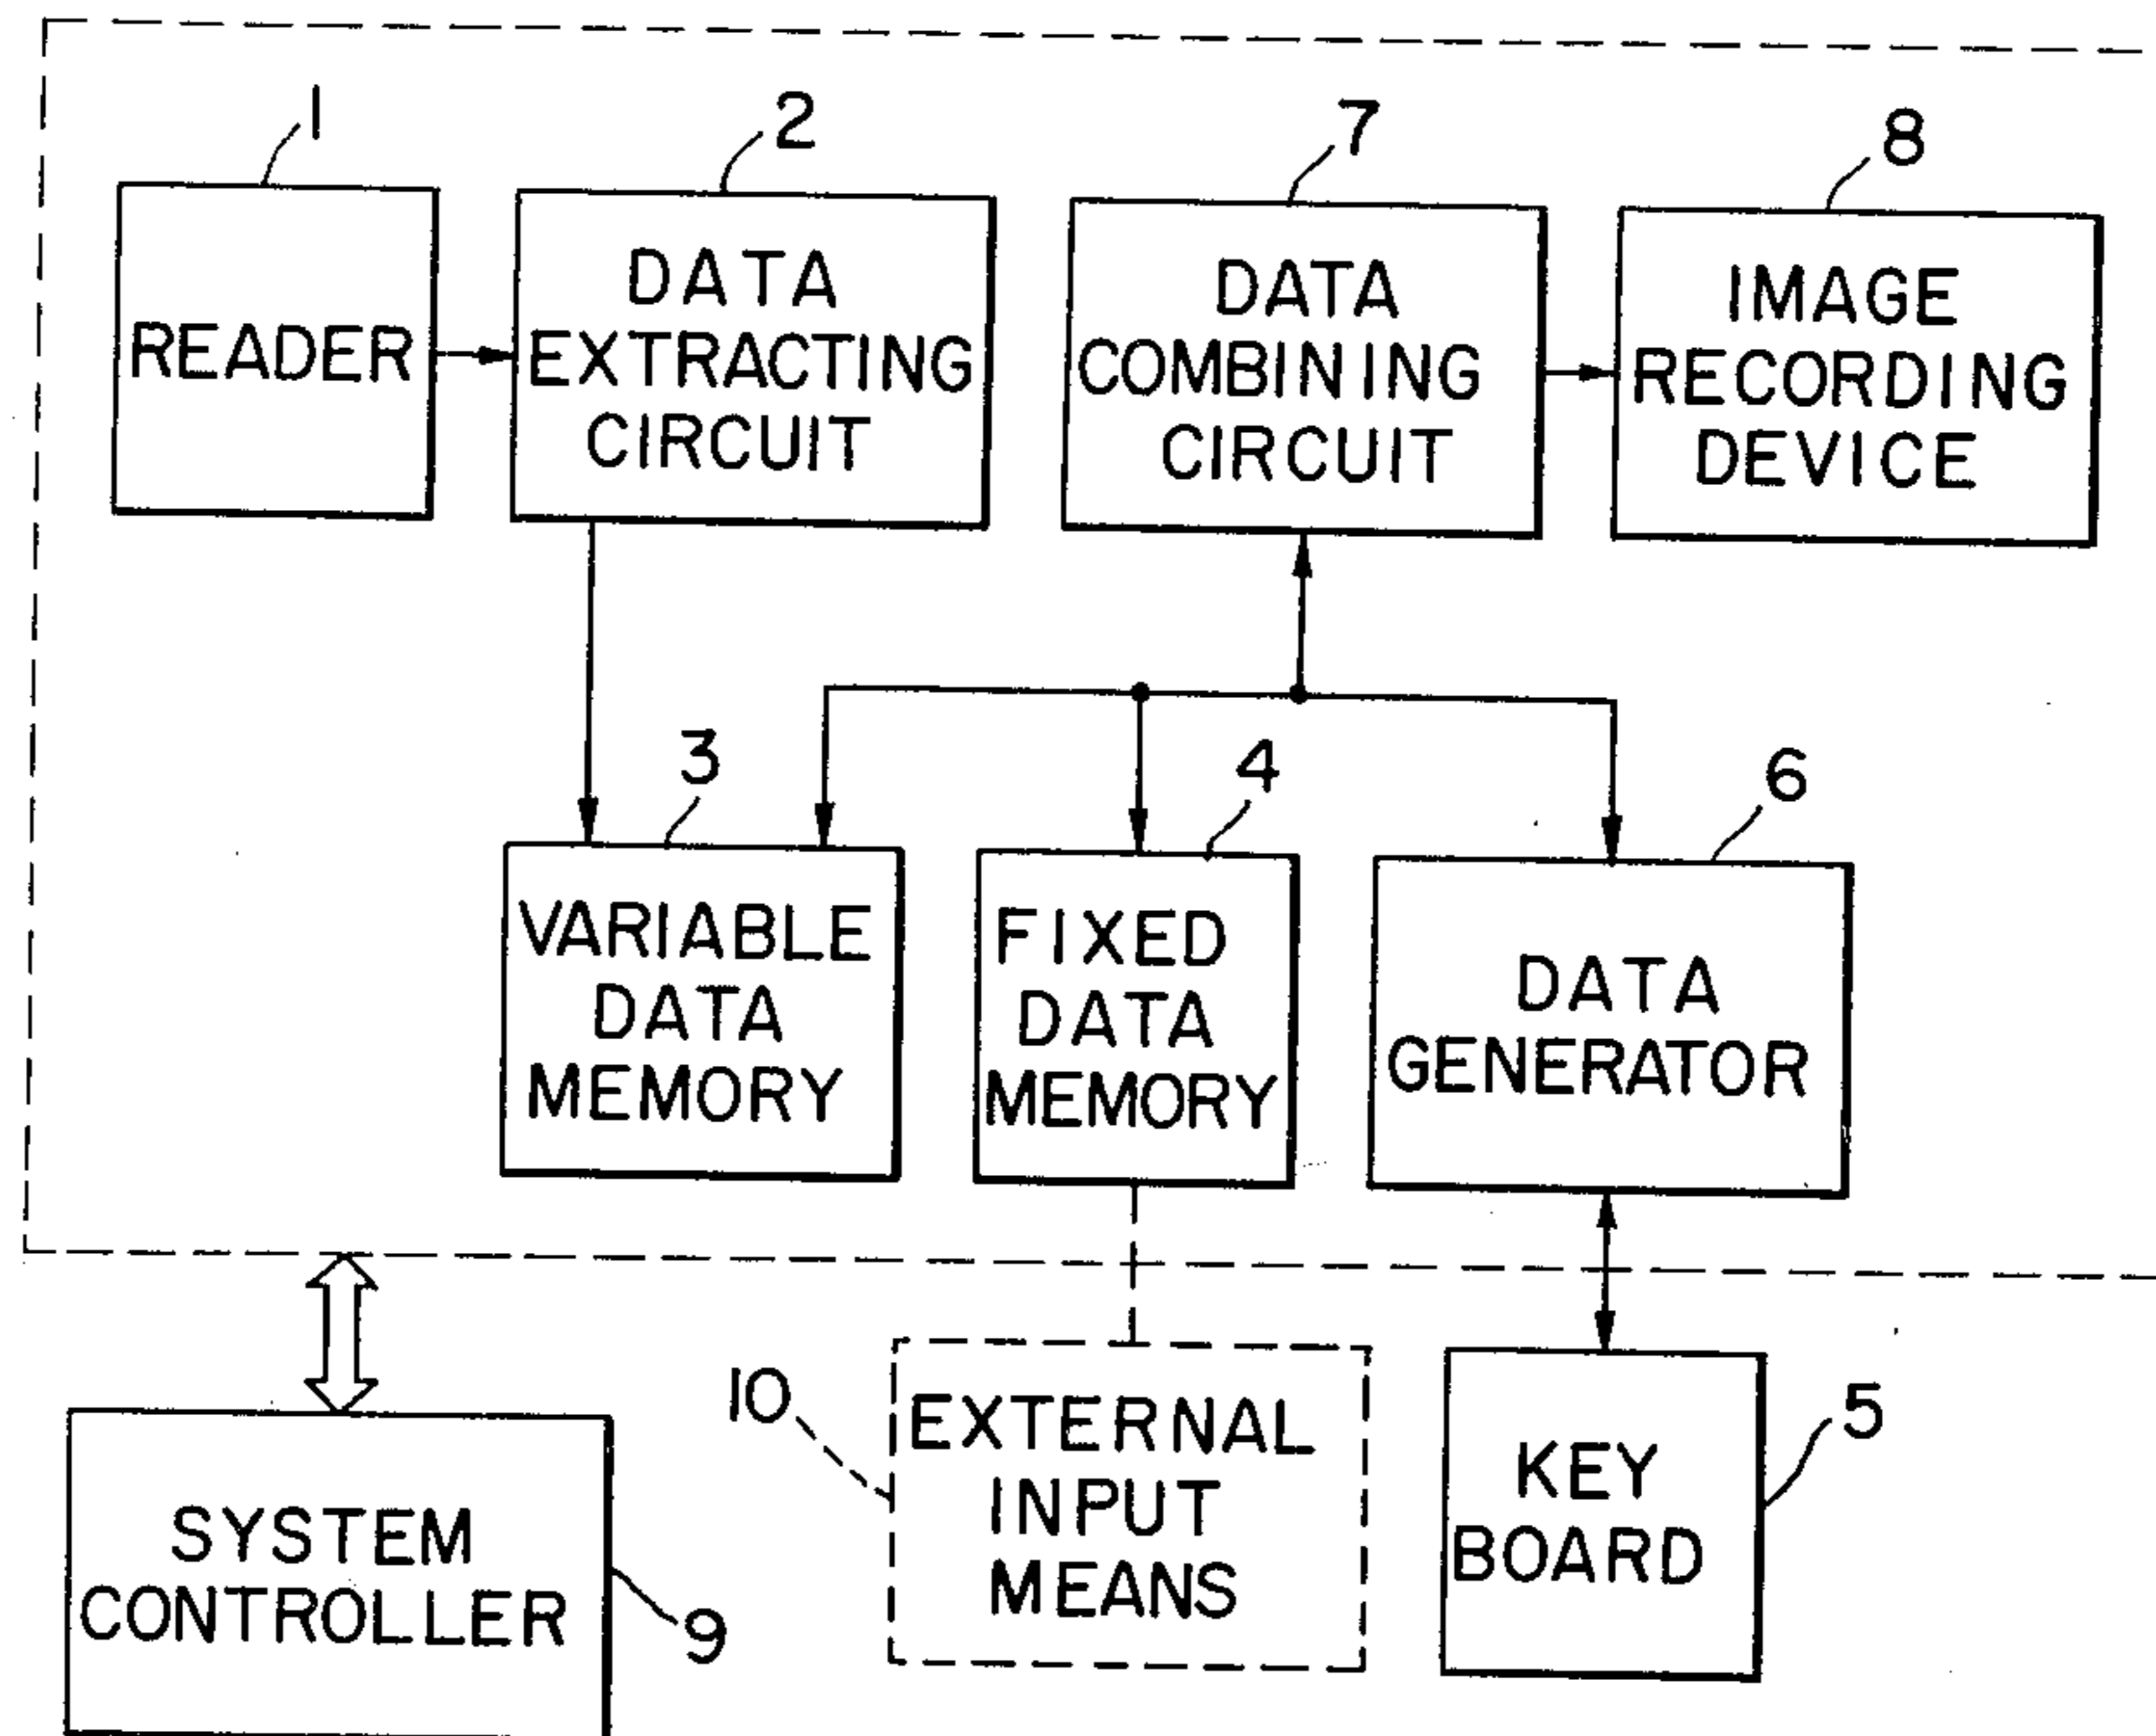 1
READER
2
DATA
EXTRACTING
CIRCUIT
7
DATA
COMBINING
CIRCUIT
8
IMAGE
RECORDING
DEVICE
3
VARIABLE
DATA
MEMORY
4
FIXED
DATA
MEMORY
6
DATA
GENERATOR
SYSTEM
CONTROLLER
9
10
EXTERNAL
INPUT
MEANS
KEY
BOARD
5